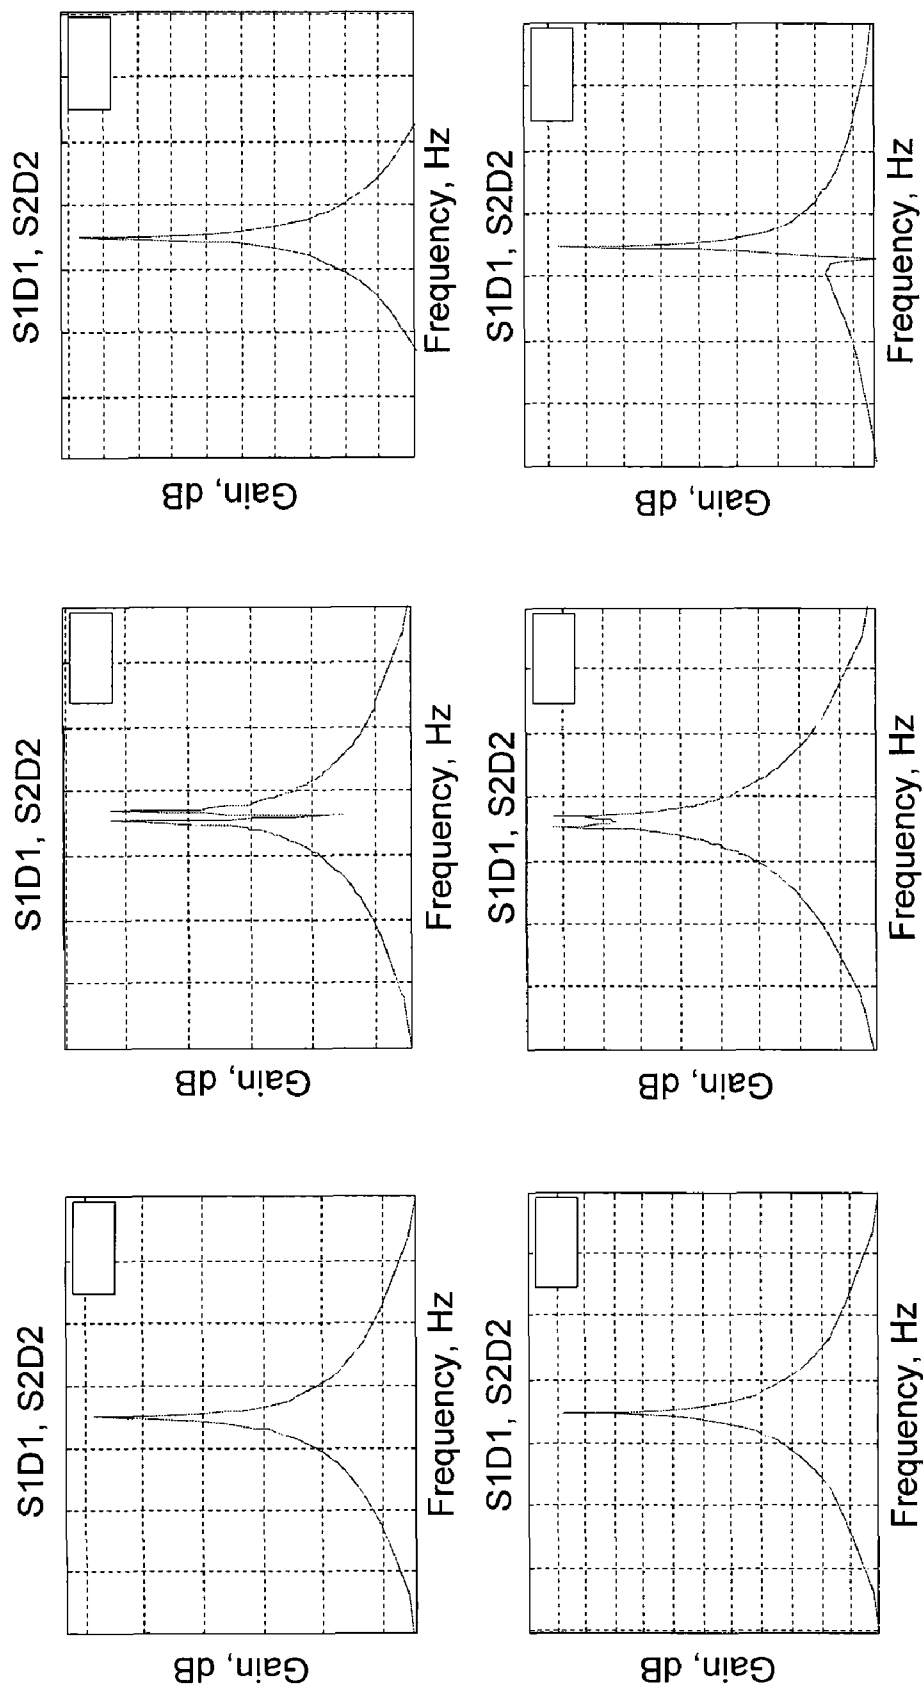 S1D1, S2D2
Gain, dB
Frequency, Hz
S1D1, S2D2
Gain, dB
Frequency, Hz
S1D1, S2D2
Gain, dB
Frequency, Hz
S1D1, S2D2
Gain, dB
Frequency, Hz
S1D1, S2D2
Gain, dB
Frequency, Hz
S1D1, S2D2
Gain, dB
Frequency, Hz